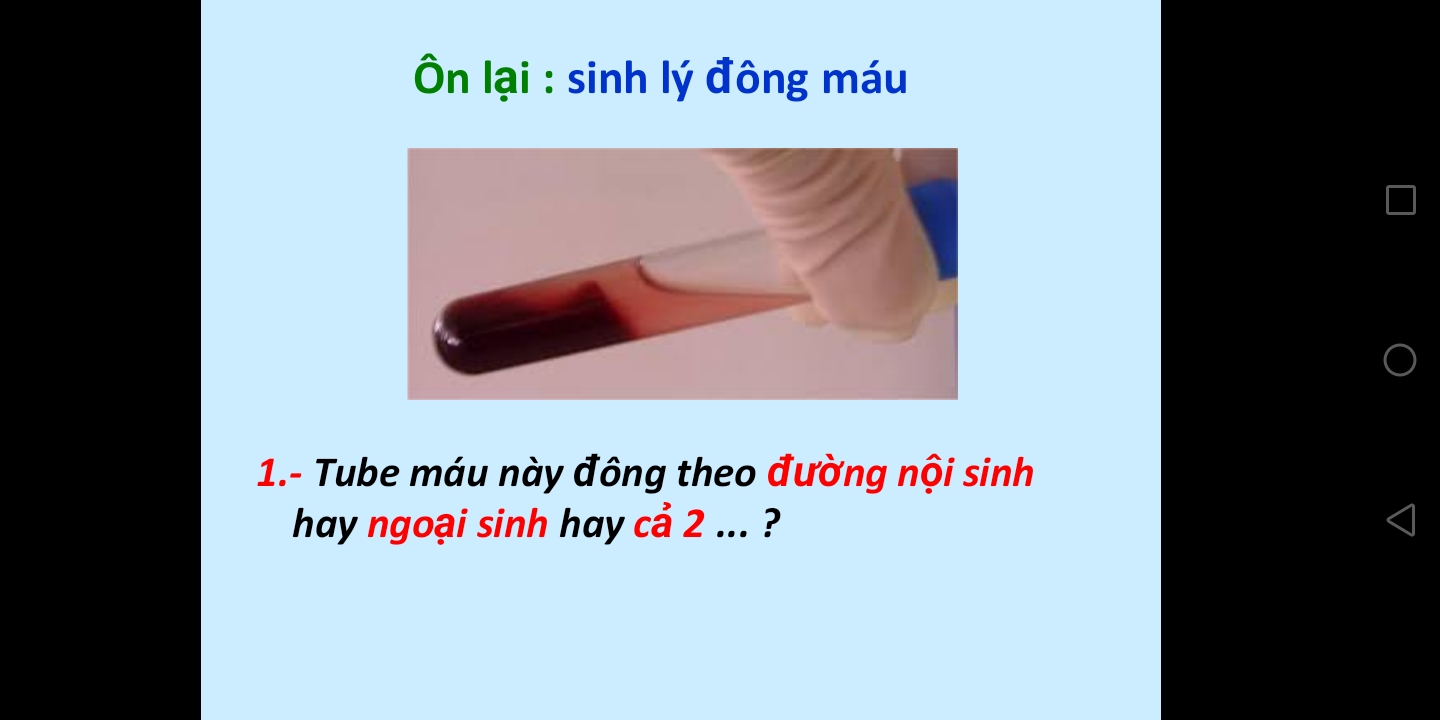 Ôn lại : sinh lý đông máu
1.- Tube máu này đông theo đường nội sinh
hay ngoại sinh hay cả 2 ... ?